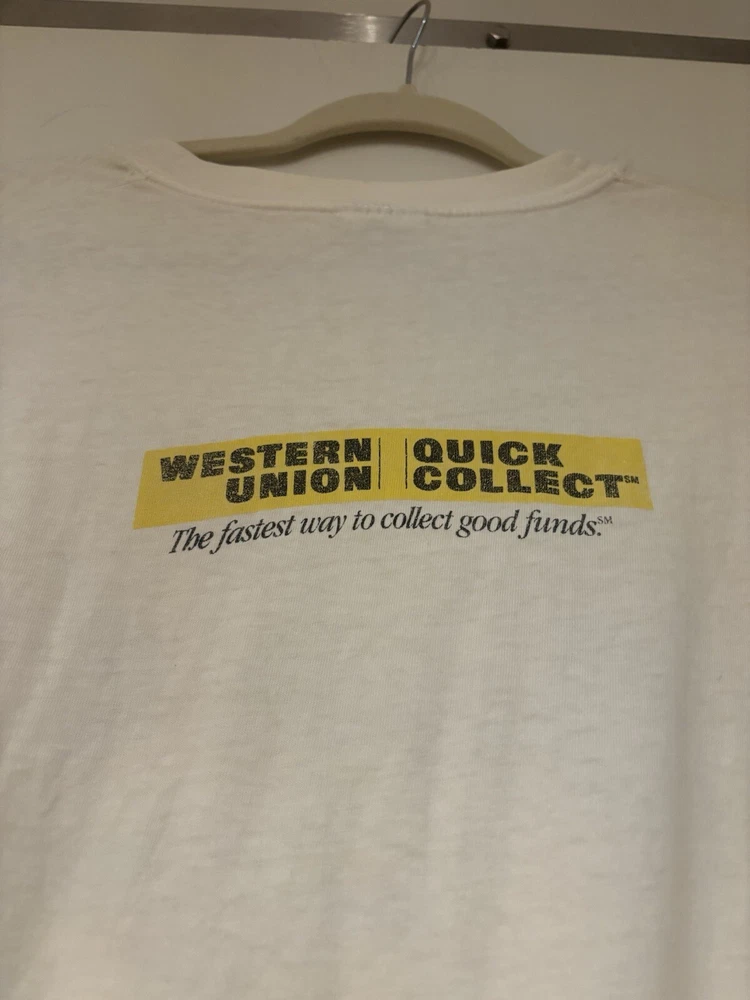 WESTERN UNION || QUICK COLLECT℠
The fastest way to collect good funds.℠